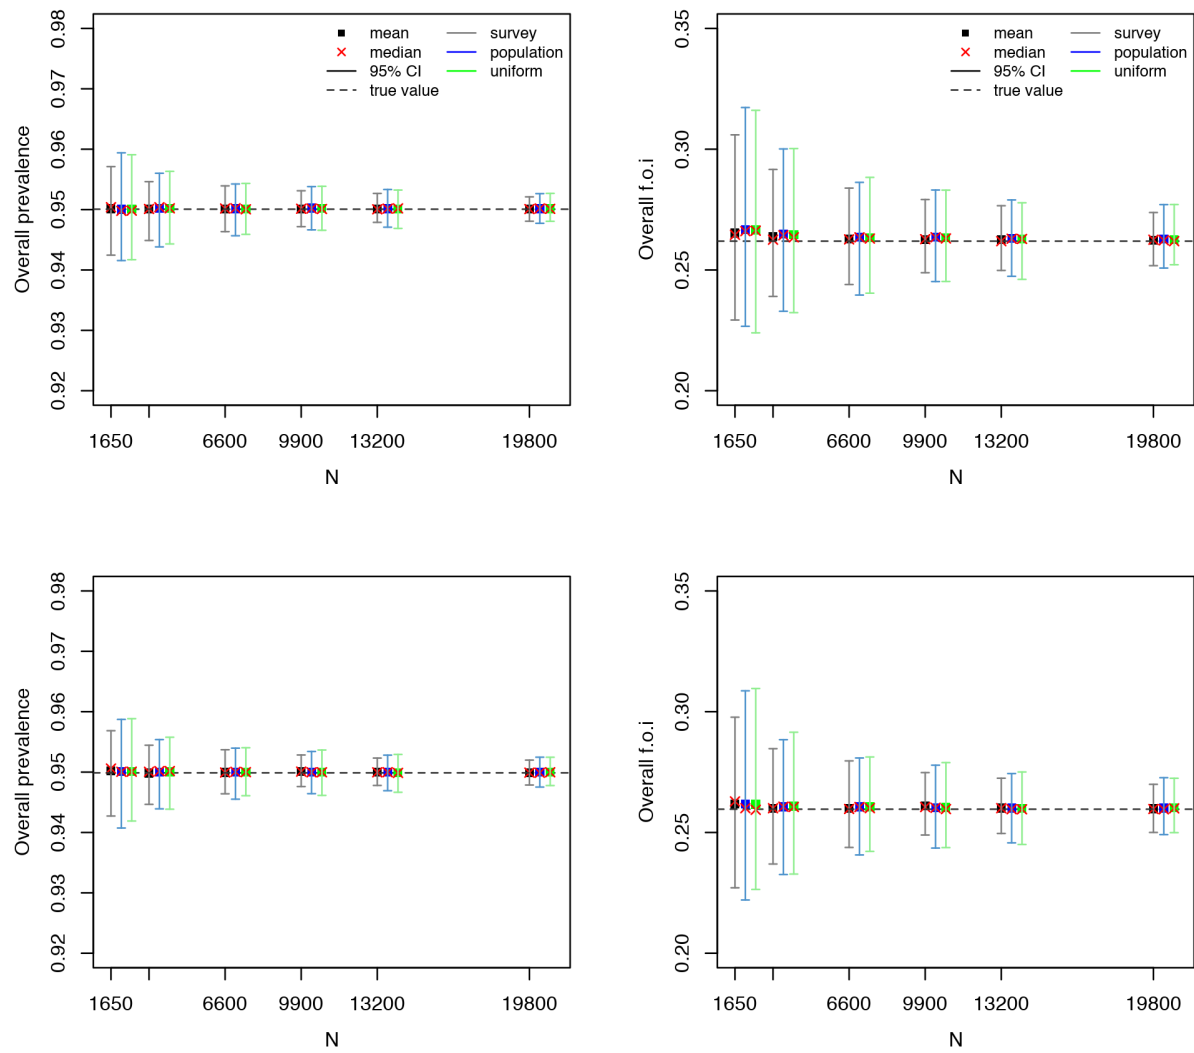 Overall prevalence
0.98
0.97
0.96
0.95
0.94
0.93
0.92
mean
median
95% CI
true value
survey
population
uniform
1650 6600 9900 13200 19800
N
Overall f.o.i
0.35
0.30
0.25
0.20
mean
median
95% CI
true value
survey
population
uniform
1650 6600 9900 13200 19800
N
Overall prevalence
0.98
0.97
0.96
0.95
0.94
0.93
0.92
1650 6600 9900 13200 19800
N
Overall f.o.i
0.35
0.30
0.25
0.20
1650 6600 9900 13200 19800
N